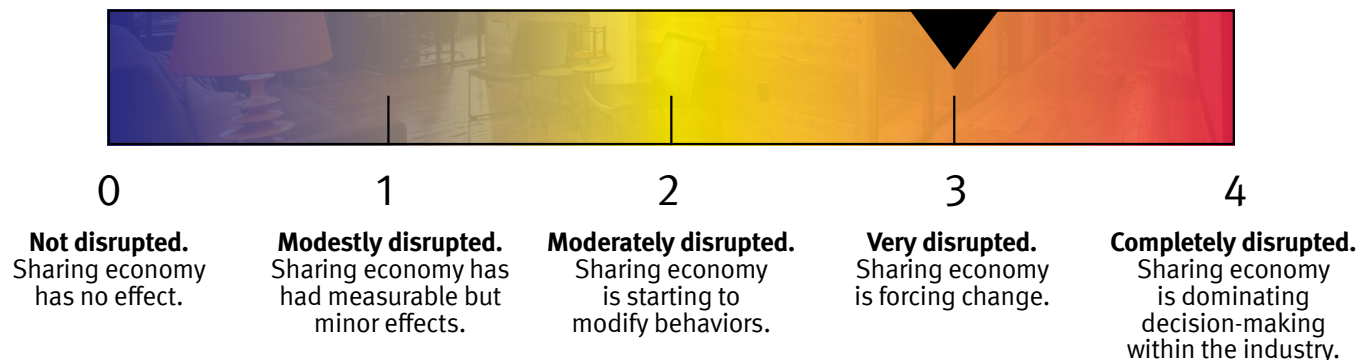 0
Not disrupted.
Sharing economy
has no effect.
1
Modestly disrupted.
Sharing economy has
had measurable but
minor effects.
2
Moderately disrupted.
Sharing economy
is starting to
modify behaviors.
3
Very disrupted.
Sharing economy
is forcing change.
4
Completely disrupted.
Sharing economy
is dominating
decision-making
within the industry.